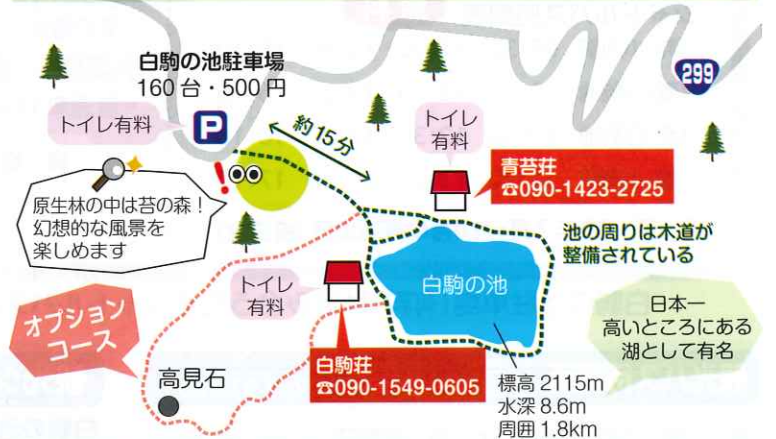 白駒の池駐車場
160台・500円
299
トイレ有料
P
約15分
トイレ
有料
青苔荘
☎090-1423-2725
原生林の中は苔の森！
幻想的な風景を
楽しめます
池の周りは木道が
整備されている
トイレ
有料
白駒の池
オプション
コース
日本一
高いところにある
湖として有名
高見石
白駒荘
☎090-1549-0605
標高2115m
水深8.6m
周囲1.8km